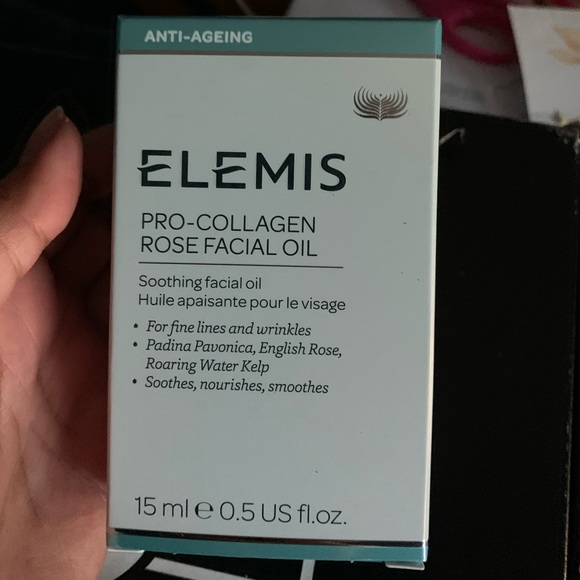 ANTI-AGEING
ELEMIS
PRO-COLLAGEN
ROSE FACIAL OIL
Soothing facial oil
Huile apaisante pour le visage
• For fine lines and wrinkles
• Padina Pavonica, English Rose,
Roaring Water Kelp
• Soothes, nourishes, smoothes
15 ml ℮ 0.5 US fl.oz.